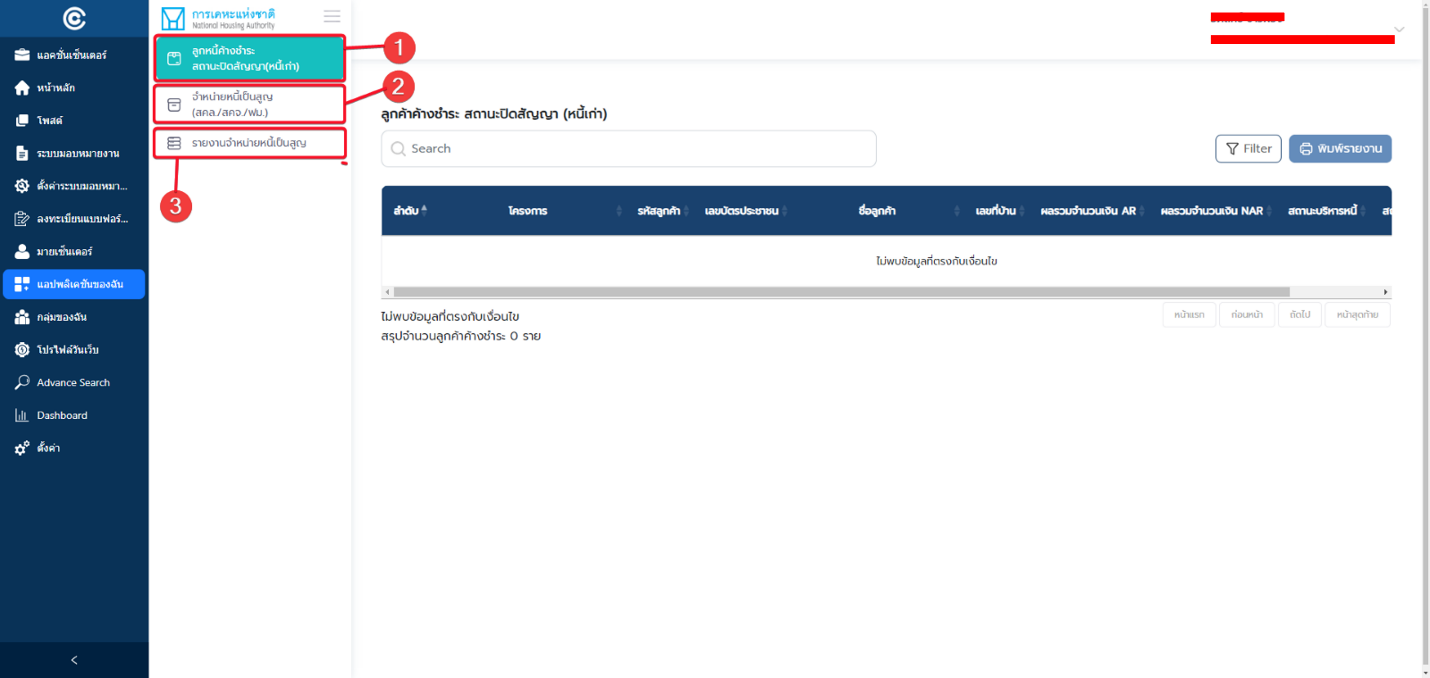 การเคหะแห่งชาติ
National Housing Authority
แอคชั่นเซ็นเตอร์
หน้าหลัก
โพสต์
ระบบมอบหมายงาน
ตั้งค่าระบบมอบหมา...
ลงทะเบียนแบบฟอร์...
มายเซ็นเตอร์
แอปพลิเคชันของฉัน
กลุ่มของฉัน
โปรไฟล์วันเว็บ
Advance Search
Dashboard
ตั้งค่า
ลูกหนี้ค้างชำระ
สถานะปิดสัญญา(หนี้เก่า)
1
จำหน่ายหนี้เป็นสูญ
(สคล./สคจ./ฟม.)
2
รายงานจำหน่ายหนี้เป็นสูญ
3
ลูกค้าค้างชำระ สถานะปิดสัญญา (หนี้เก่า)
Search
Filter
พิมพ์รายงาน
ลำดับ โครงการ รหัสลูกค้า เลขบัตรประชาชน ชื่อลูกค้า เลขที่บ้าน ผลรวมจำนวนเงิน AR ผลรวมจำนวนเงิน NAR สถานะบริหารหนี้
ไม่พบข้อมูลที่ตรงกับเงื่อนไข
ไม่พบข้อมูลที่ตรงกับเงื่อนไข
สรุปจำนวนลูกค้าค้างชำระ 0 ราย
หน้าแรก ก่อนหน้า ถัดไป หน้าสุดท้าย